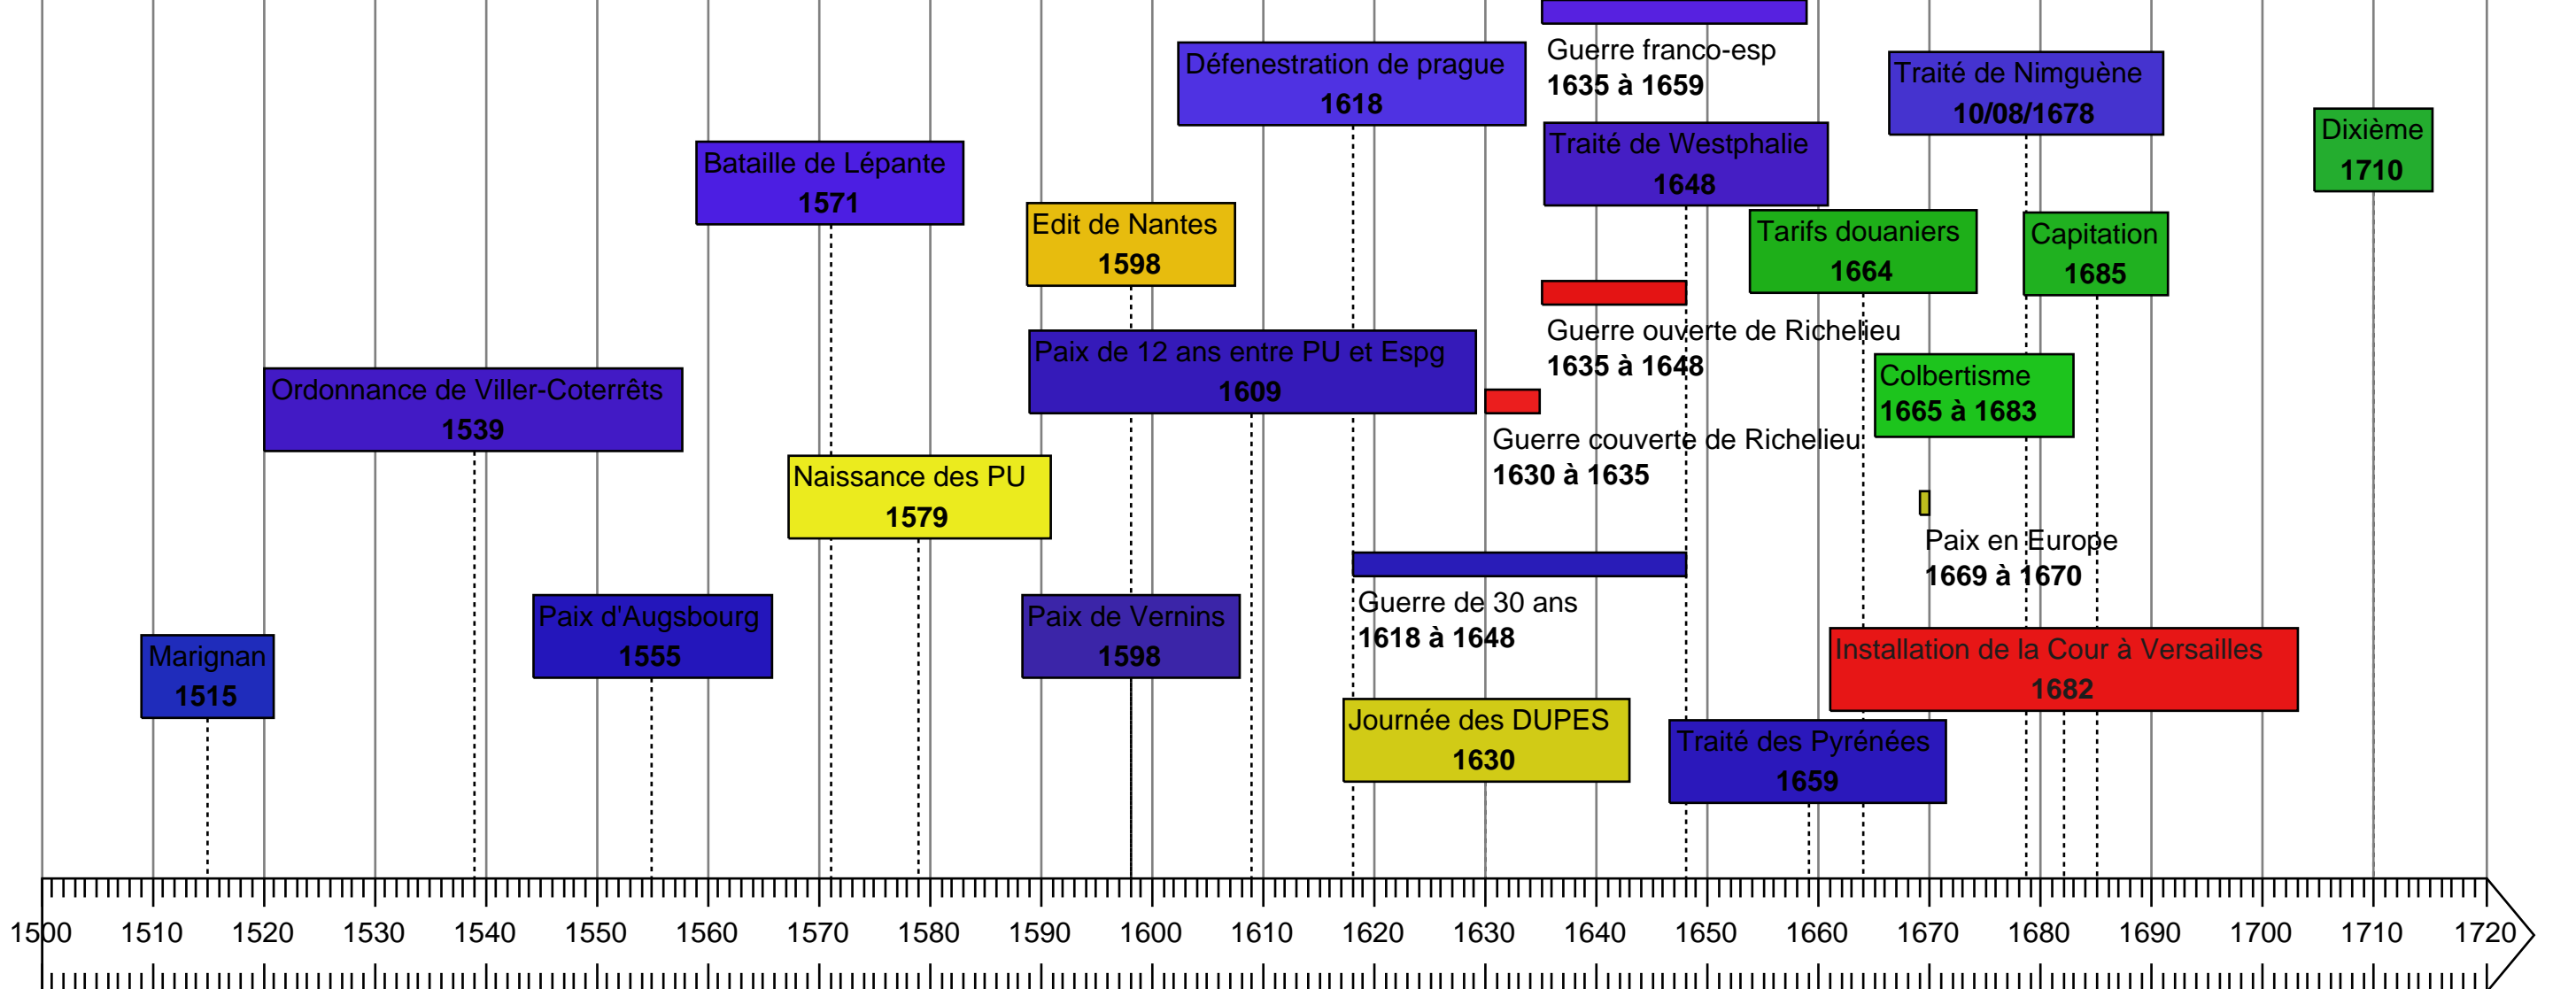 Guerre franco-esp
1635 à 1659
Défenestration de prague
1618
Traité de Nimguène
10/08/1678
Dixième
1710
Traité de Westphalie
1648
Bataille de Lépante
1571
Edit de Nantes
1598
Tarifs douaniers
1664
Capitation
1685
Guerre ouverte de Richelieu
1635 à 1648
Paix de 12 ans entre PU et Espg
1609
Ordonnance de Viller-Coterrêts
1539
Colbertisme
1665 à 1683
Guerre couverte de Richelieu
1630 à 1635
Naissance des PU
1579
Paix en Europe
1669 à 1670
Guerre de 30 ans
1618 à 1648
Paix d'Augsbourg
1555
Paix de Vernins
1598
Marignan
1515
Installation de la Cour à Versailles
1682
Journée des DUPES
1630
Traité des Pyrénées
1659
1500 1510 1520 1530 1540 1550 1560 1570 1580 1590 1600 1610 1620 1630 1640 1650 1660 1670 1680 1690 1700 1710 1720